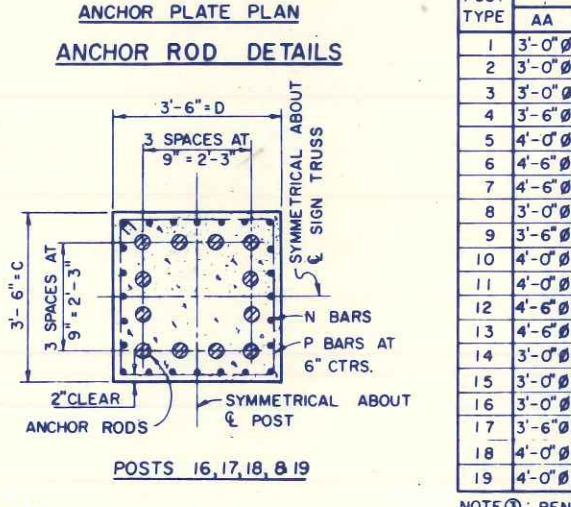 ANCHOR PLATE PLAN
ANCHOR ROD DETAILS
3'-6"=D
3 SPACES AT
9"=2'-3"
SYMMETRICAL ABOUT
℄ SIGN TRUSS
3'-6"=C
3 SPACES AT
9"=2'-3"
N BARS
P BARS AT
6" CTRS.
2"CLEAR
SYMMETRICAL ABOUT
℄ POST
ANCHOR RODS
POSTS 16,17,18, & 19
TYPE AA
1 3'-0"Ø
2 3'-0"Ø
3 3'-0"Ø
4 3'-6"Ø
5 4'-0"Ø
6 4'-6"Ø
7 4'-6"Ø
8 3'-0"Ø
9 3'-6"Ø
10 4'-0"Ø
11 4'-0"Ø
12 4'-6"Ø
13 4'-6"Ø
14 3'-0"Ø
15 3'-0"Ø
16 3'-0"Ø
17 3'-6"Ø
18 4'-0"Ø
19 4'-0"Ø